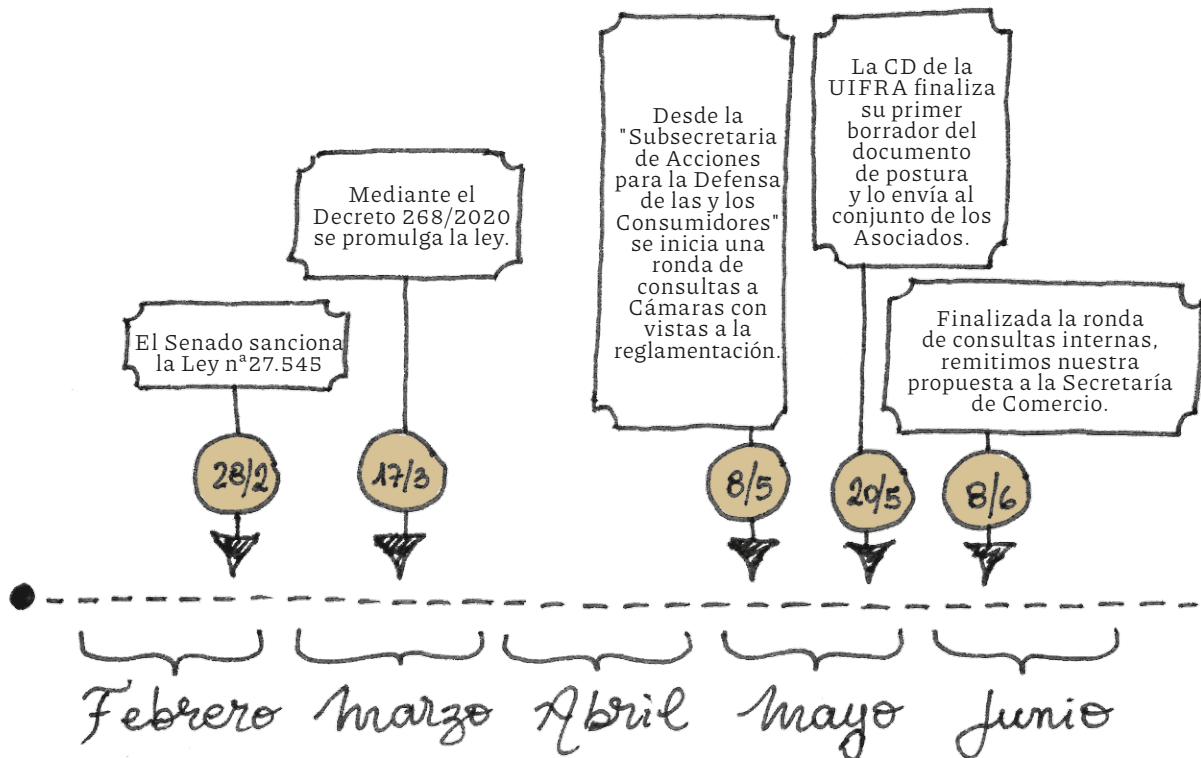 El Senado sanciona
la Ley nª27.545
28/2
Mediante el
Decreto 268/2020
se promulga la ley.
17/3
Desde la
"Subsecretaria
de Acciones
para la Defensa
de las y los
Consumidores"
se inicia una
ronda de
consultas a
Cámaras con
vistas a la
reglamentación.
8/5
La CD de la
UIFRA finaliza
su primer
borrador del
documento
de postura
y lo envía al
conjunto de los
Asociados.
20/5
Finalizada la ronda
de consultas internas,
remitimos nuestra
propuesta a la Secretaría
de Comercio.
8/6
Febrero
Marzo
Abril
Mayo
Junio